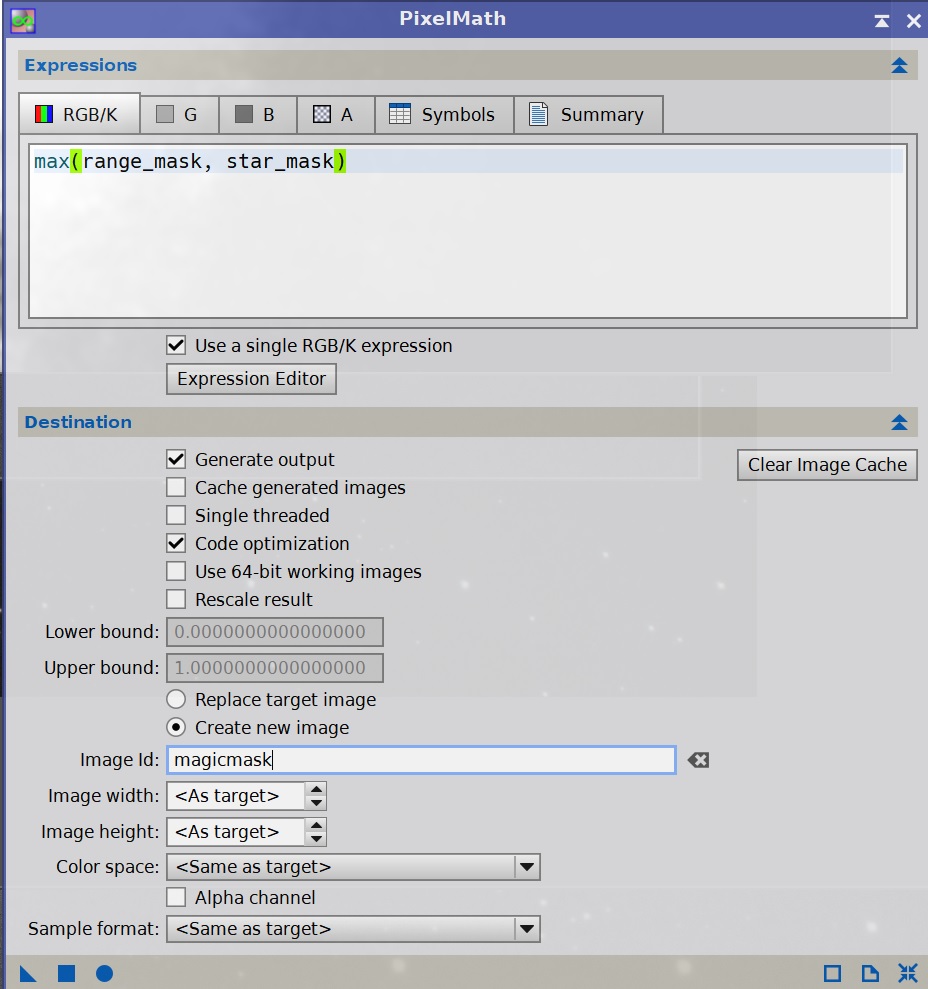 PixelMath
Expressions
RGB/K G B A Symbols Summary
max(range_mask, star_mask)
Use a single RGB/K expression
Expression Editor
Destination
Generate output
Clear Image Cache
Cache generated images
Single threaded
Code optimization
Use 64-bit working images
Rescale result
Lower bound: 0.0000000000000000
Upper bound: 1.0000000000000000
Replace target image
Create new image
Image Id: magicmask
Image width: <As target>
Image height: <As target>
Color space: <Same as target>
Alpha channel
Sample format: <Same as target>